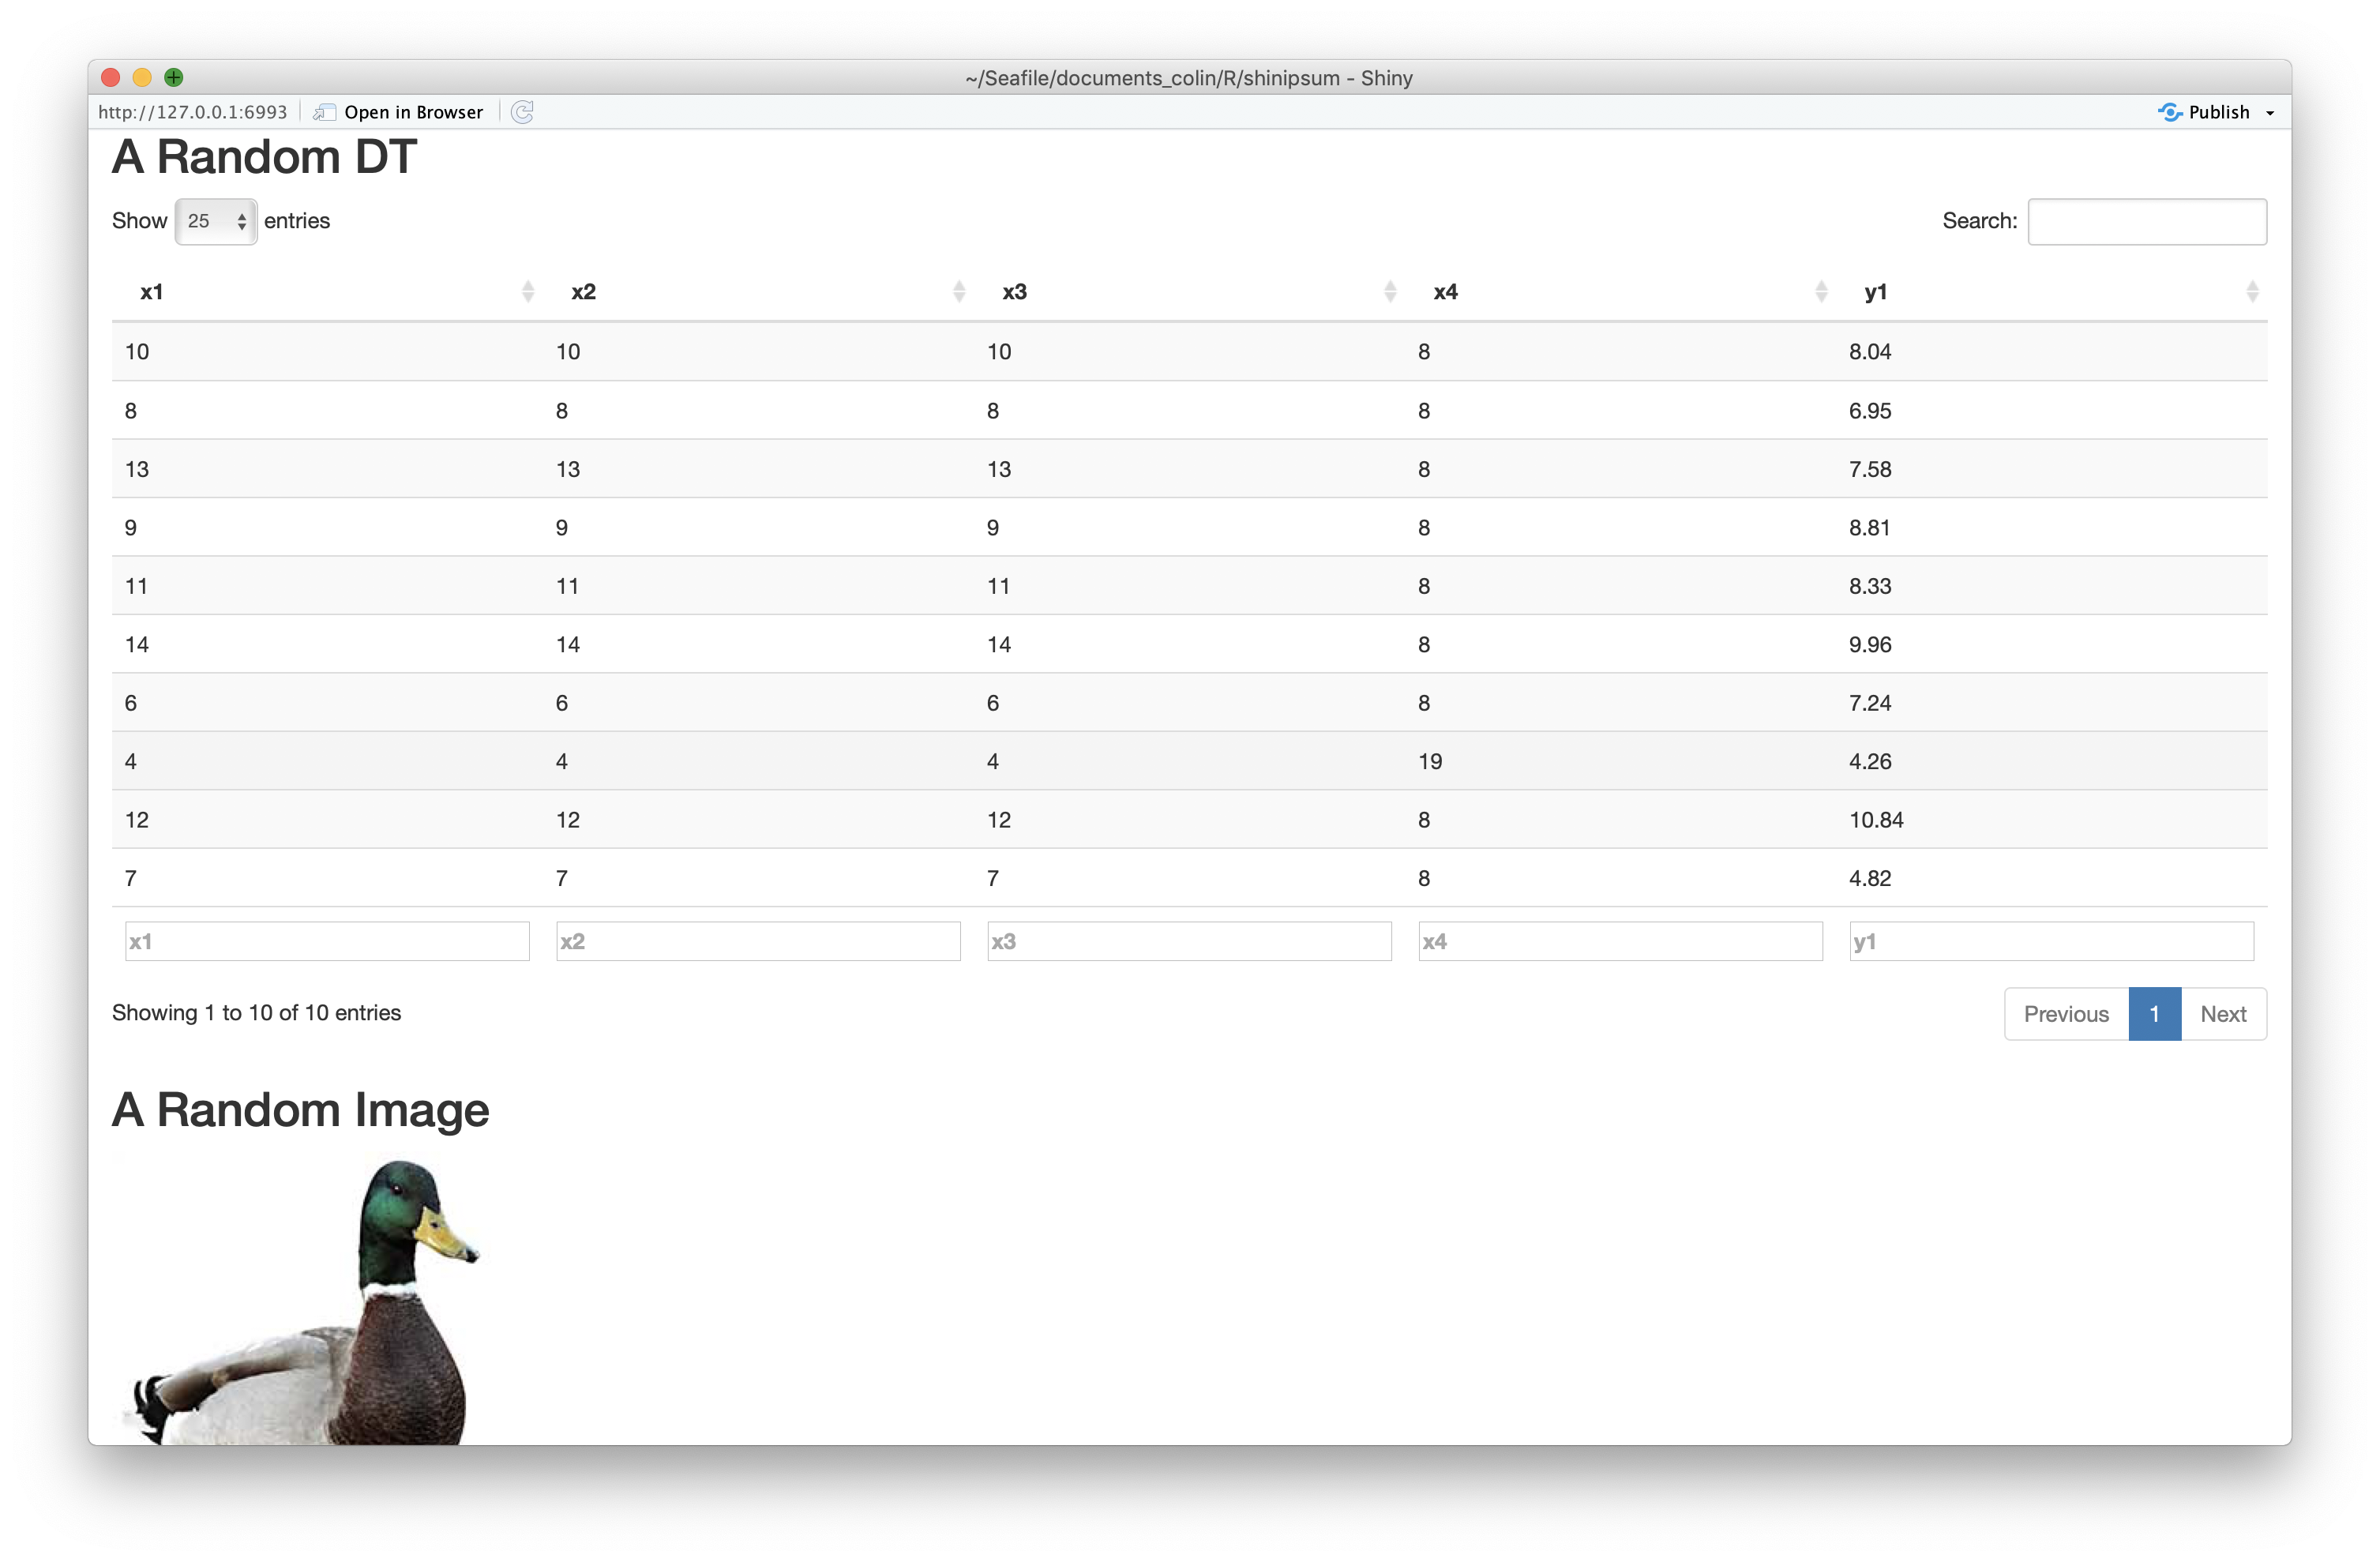 ~/Seafile/documents_colin/R/shinipsum - Shiny
http://127.0.0.1:6993 Open in Browser Publish
A Random DT
Show 25 entries Search:
x1 x2 x3 x4 y1
10 10 10 8 8.04
8 8 8 8 6.95
13 13 13 8 7.58
9 9 9 8 8.81
11 11 11 8 8.33
14 14 14 8 9.96
6 6 6 8 7.24
4 4 4 19 4.26
12 12 12 8 10.84
7 7 7 8 4.82
x1 x2 x3 x4 y1
Showing 1 to 10 of 10 entries Previous 1 Next
A Random Image